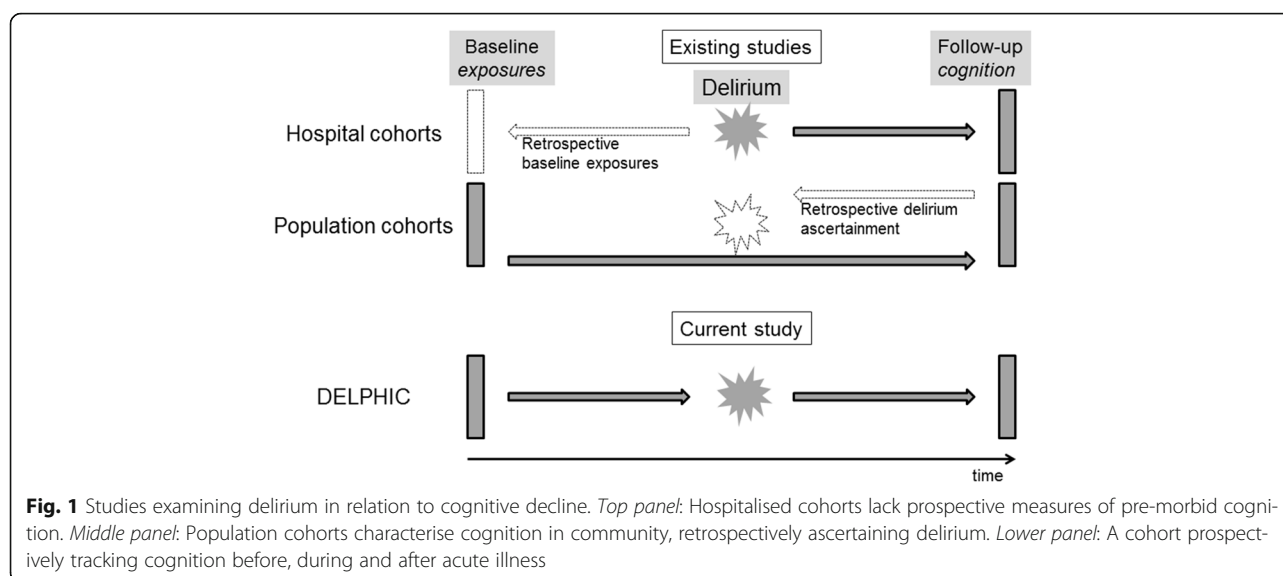 Baseline
exposures
Existing studies
Follow-up
cognition
Delirium
Hospital cohorts
Retrospective
baseline exposures
Population cohorts
Retrospective delirium
ascertainment
Current study
DELPHIC
time
Fig. 1 Studies examining delirium in relation to cognitive decline. Top panel: Hospitalised cohorts lack prospective measures of pre-morbid cogni-
tion. Middle panel: Population cohorts characterise cognition in community, retrospectively ascertaining delirium. Lower panel: A cohort prospect-
ively tracking cognition before, during and after acute illness